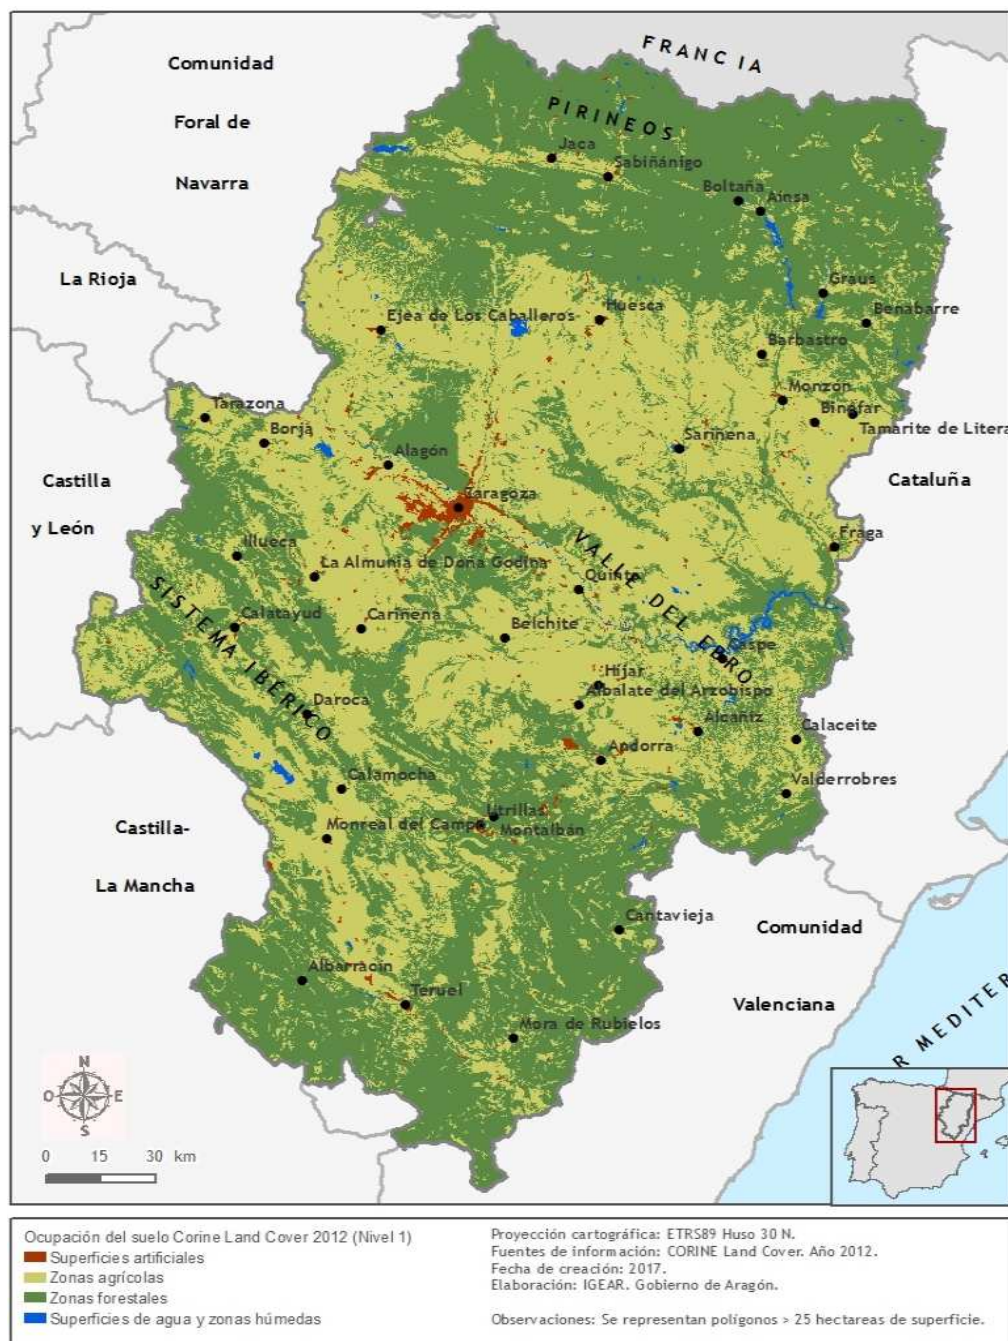 FRANCIA
Comunidad
Foral de
Navarra
PIRINEOS
Jaca
Sabiñánigo
Boltaña
Aínsa
La Rioja
Graus
Benabarre
Ejea de Los Caballeros
Huesca
Barbastro
Monzón
Binéfar
Tamarite de Litera
Tarazona
Borja
Alagón
Sariñena
Castilla
y León
Cataluña
Zaragoza
Fraga
Illueca
La Almunia de Doña Godina
VALLE DEL EBRO
Quinto
SISTEMA IBÉRICO
Calatayud
Cariñena
Belchite
Caspe
Híjar
Albalate del Arzobispo
Daroca
Alcañiz
Calaceite
Andorra
Calamocha
Valderrobres
Utrillas
Montalbán
Monreal del Campo
Castilla-
La Mancha
Cantavieja
Comunidad
Valenciana
Albarracín
Teruel
Mora de Rubielos
R MEDITER
N
O
E
S
0 15 30 km
Ocupación del suelo Corine Land Cover 2012 (Nivel 1)
Superficies artificiales
Zonas agrícolas
Zonas forestales
Superficies de agua y zonas húmedas
Proyección cartográfica: ETRS89 Huso 30 N.
Fuentes de información: CORINE Land Cover. Año 2012.
Fecha de creación: 2017.
Elaboración: IGEAR. Gobierno de Aragón.
Observaciones: Se representan polígonos > 25 hectareas de superficie.